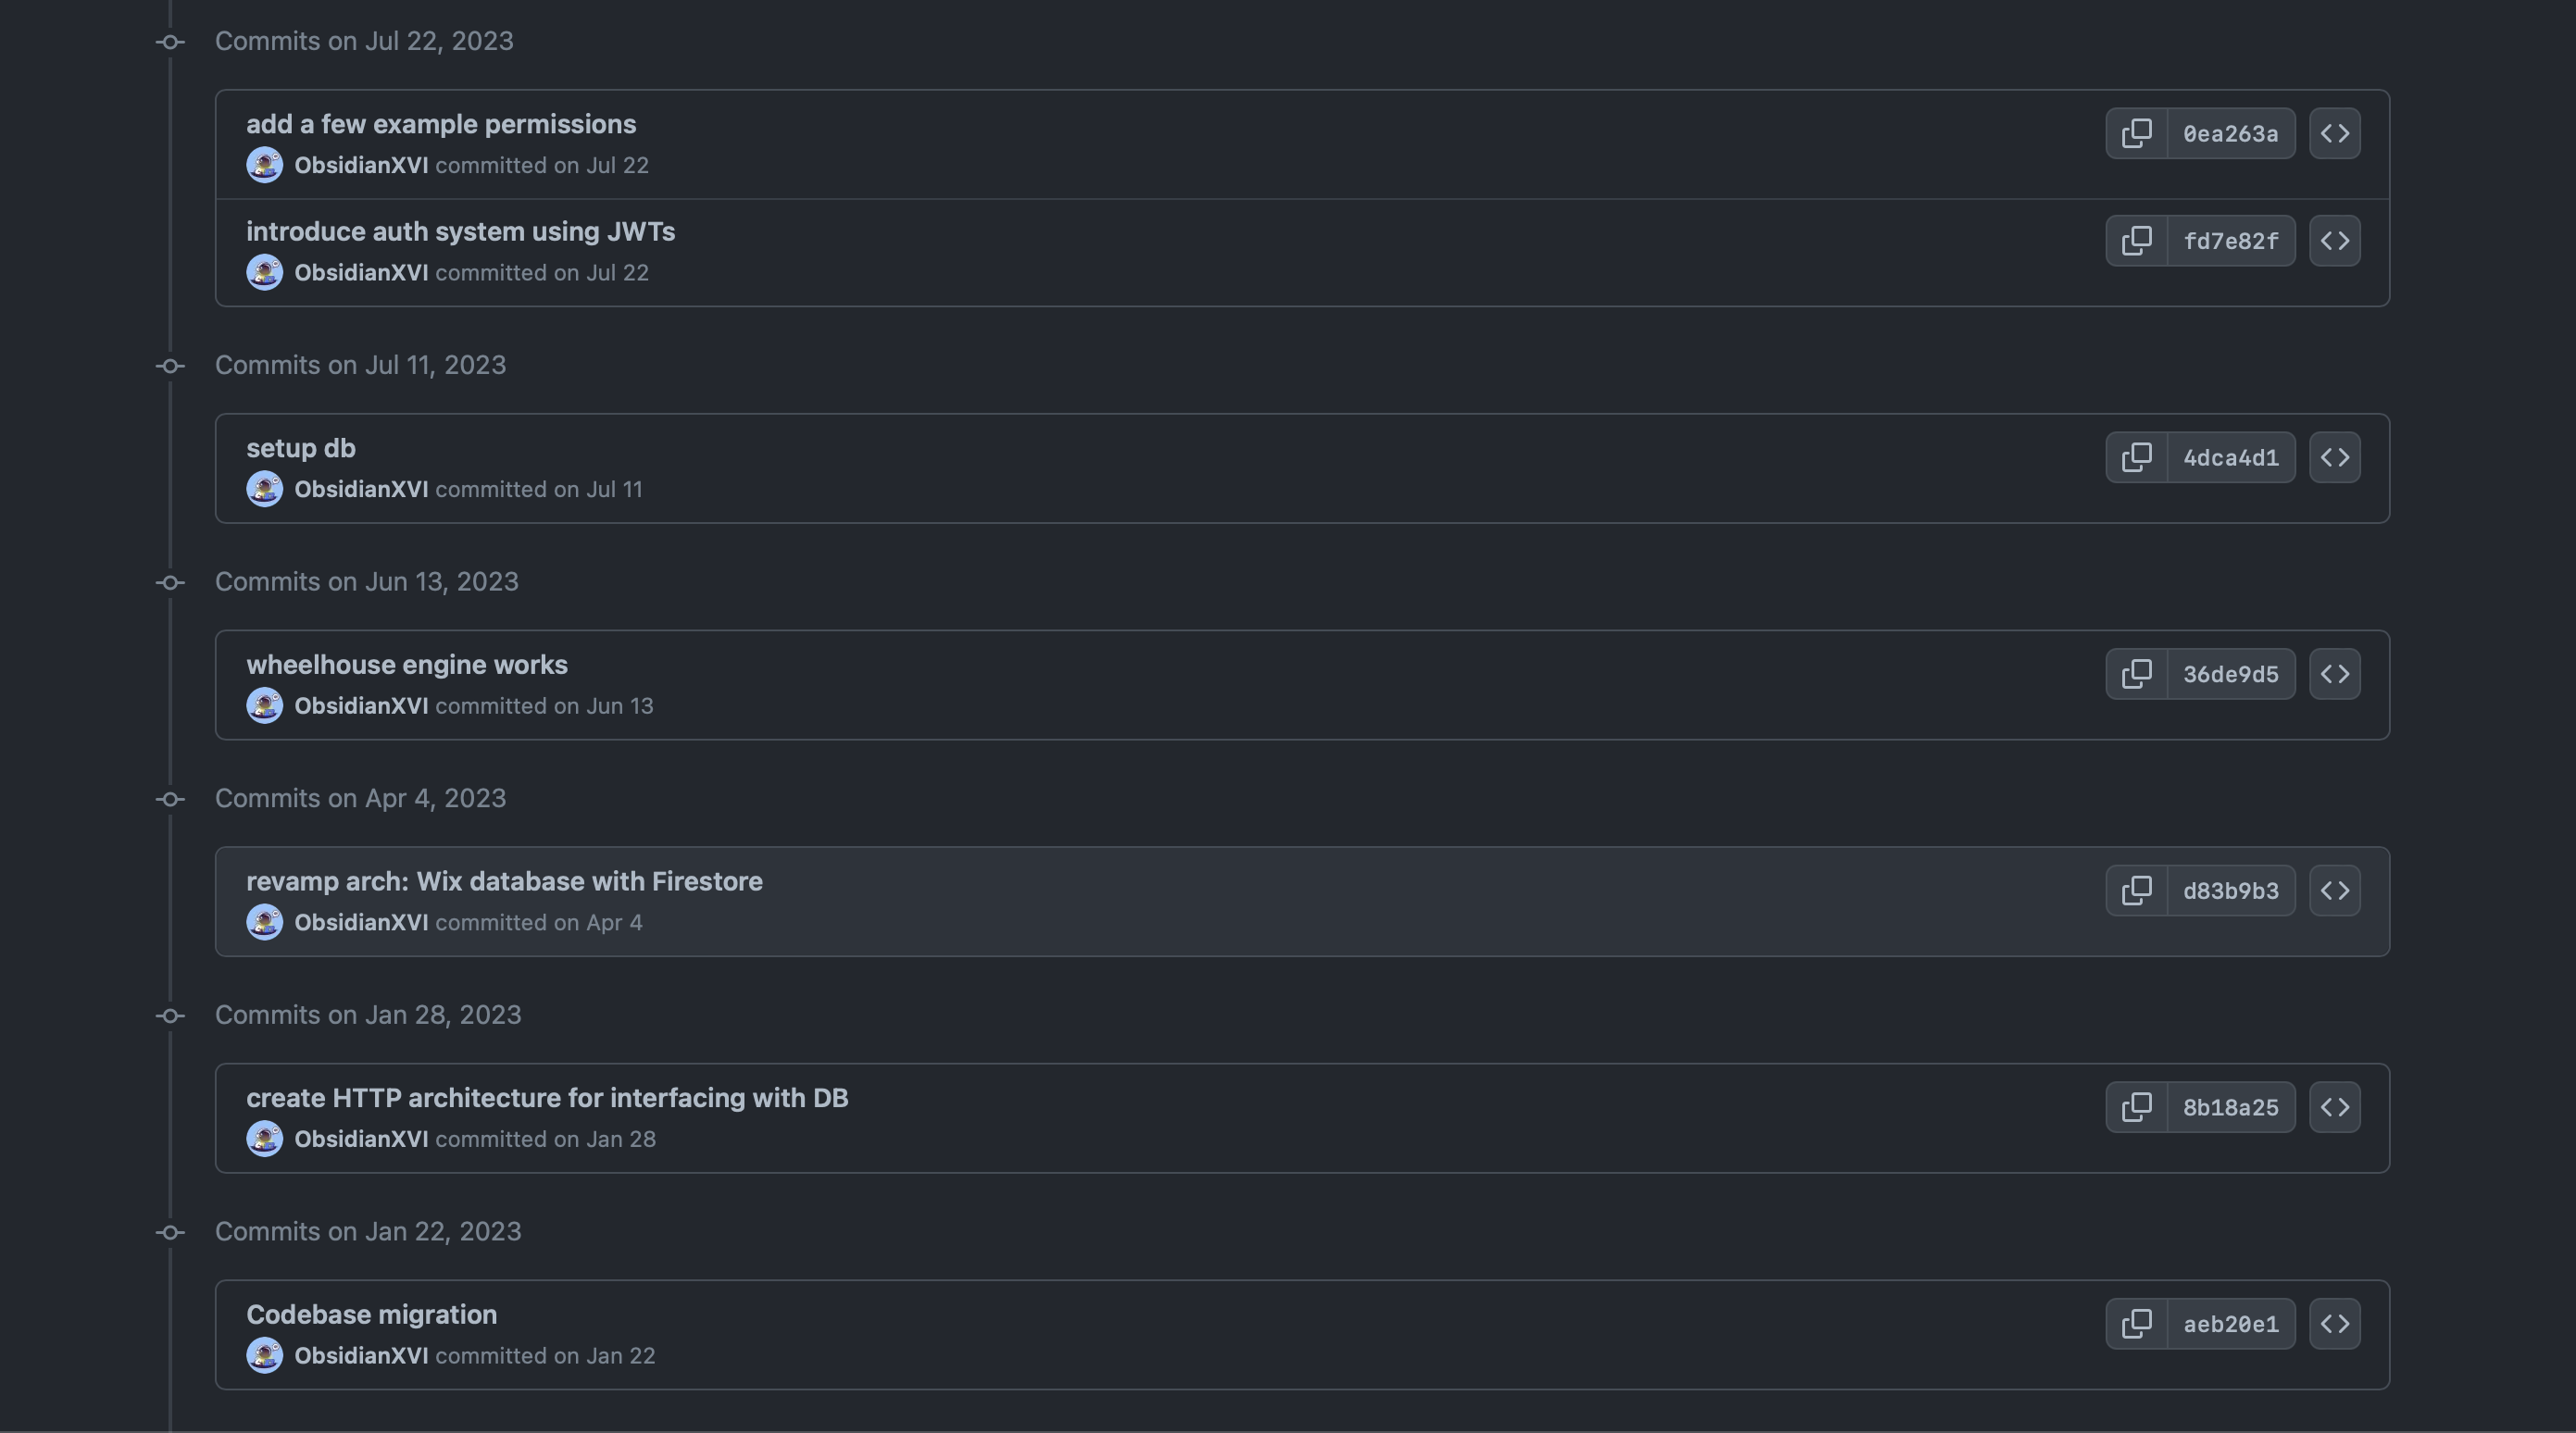 Commits on Jul 22, 2023
add a few example permissions
0ea263a
ObsidianXVI committed on Jul 22
introduce auth system using JWTs
fd7e82f
ObsidianXVI committed on Jul 22
Commits on Jul 11, 2023
setup db
4dca4d1
ObsidianXVI committed on Jul 11
Commits on Jun 13, 2023
wheelhouse engine works
36de9d5
ObsidianXVI committed on Jun 13
Commits on Apr 4, 2023
revamp arch: Wix database with Firestore
d83b9b3
ObsidianXVI committed on Apr 4
Commits on Jan 28, 2023
create HTTP architecture for interfacing with DB
8b18a25
ObsidianXVI committed on Jan 28
Commits on Jan 22, 2023
Codebase migration
aeb20e1
ObsidianXVI committed on Jan 22